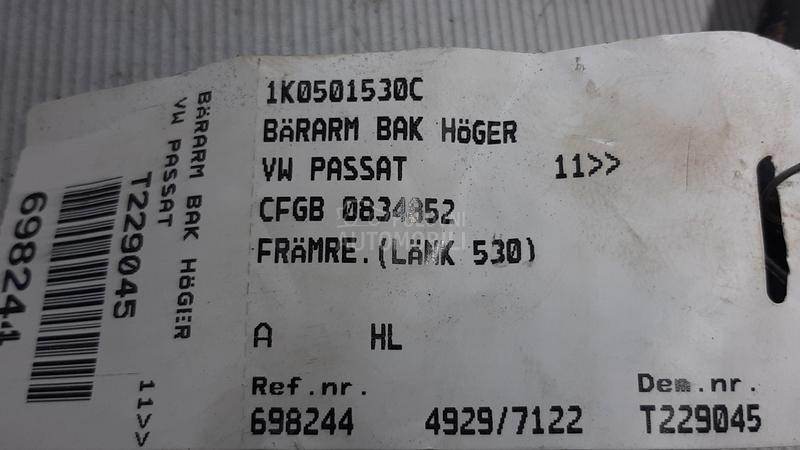 1K0501530C
BÄRARM BAK HÖGER
VW PASSAT 11>>
CFGB 0834852
FRÄMRE.(LÄNK 530)
A HL
Ref.nr. Dem.nr.
698244 4929/7122 T229045
BÄRARM BAK HÖGER
VW PASSAT 11>>
T229045
698244
AUTOMOBILI